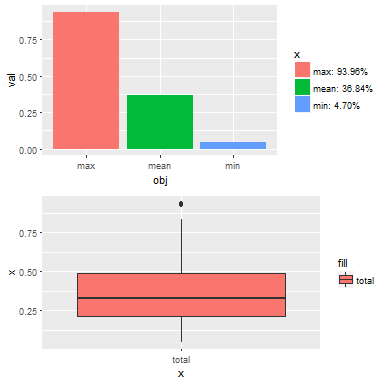 0.75
0.50
0.25
0.00
val
max mean min
obj
x
max: 93.96%
mean: 36.84%
min: 4.70%
0.75
0.50
0.25
x
total
x
fill
total